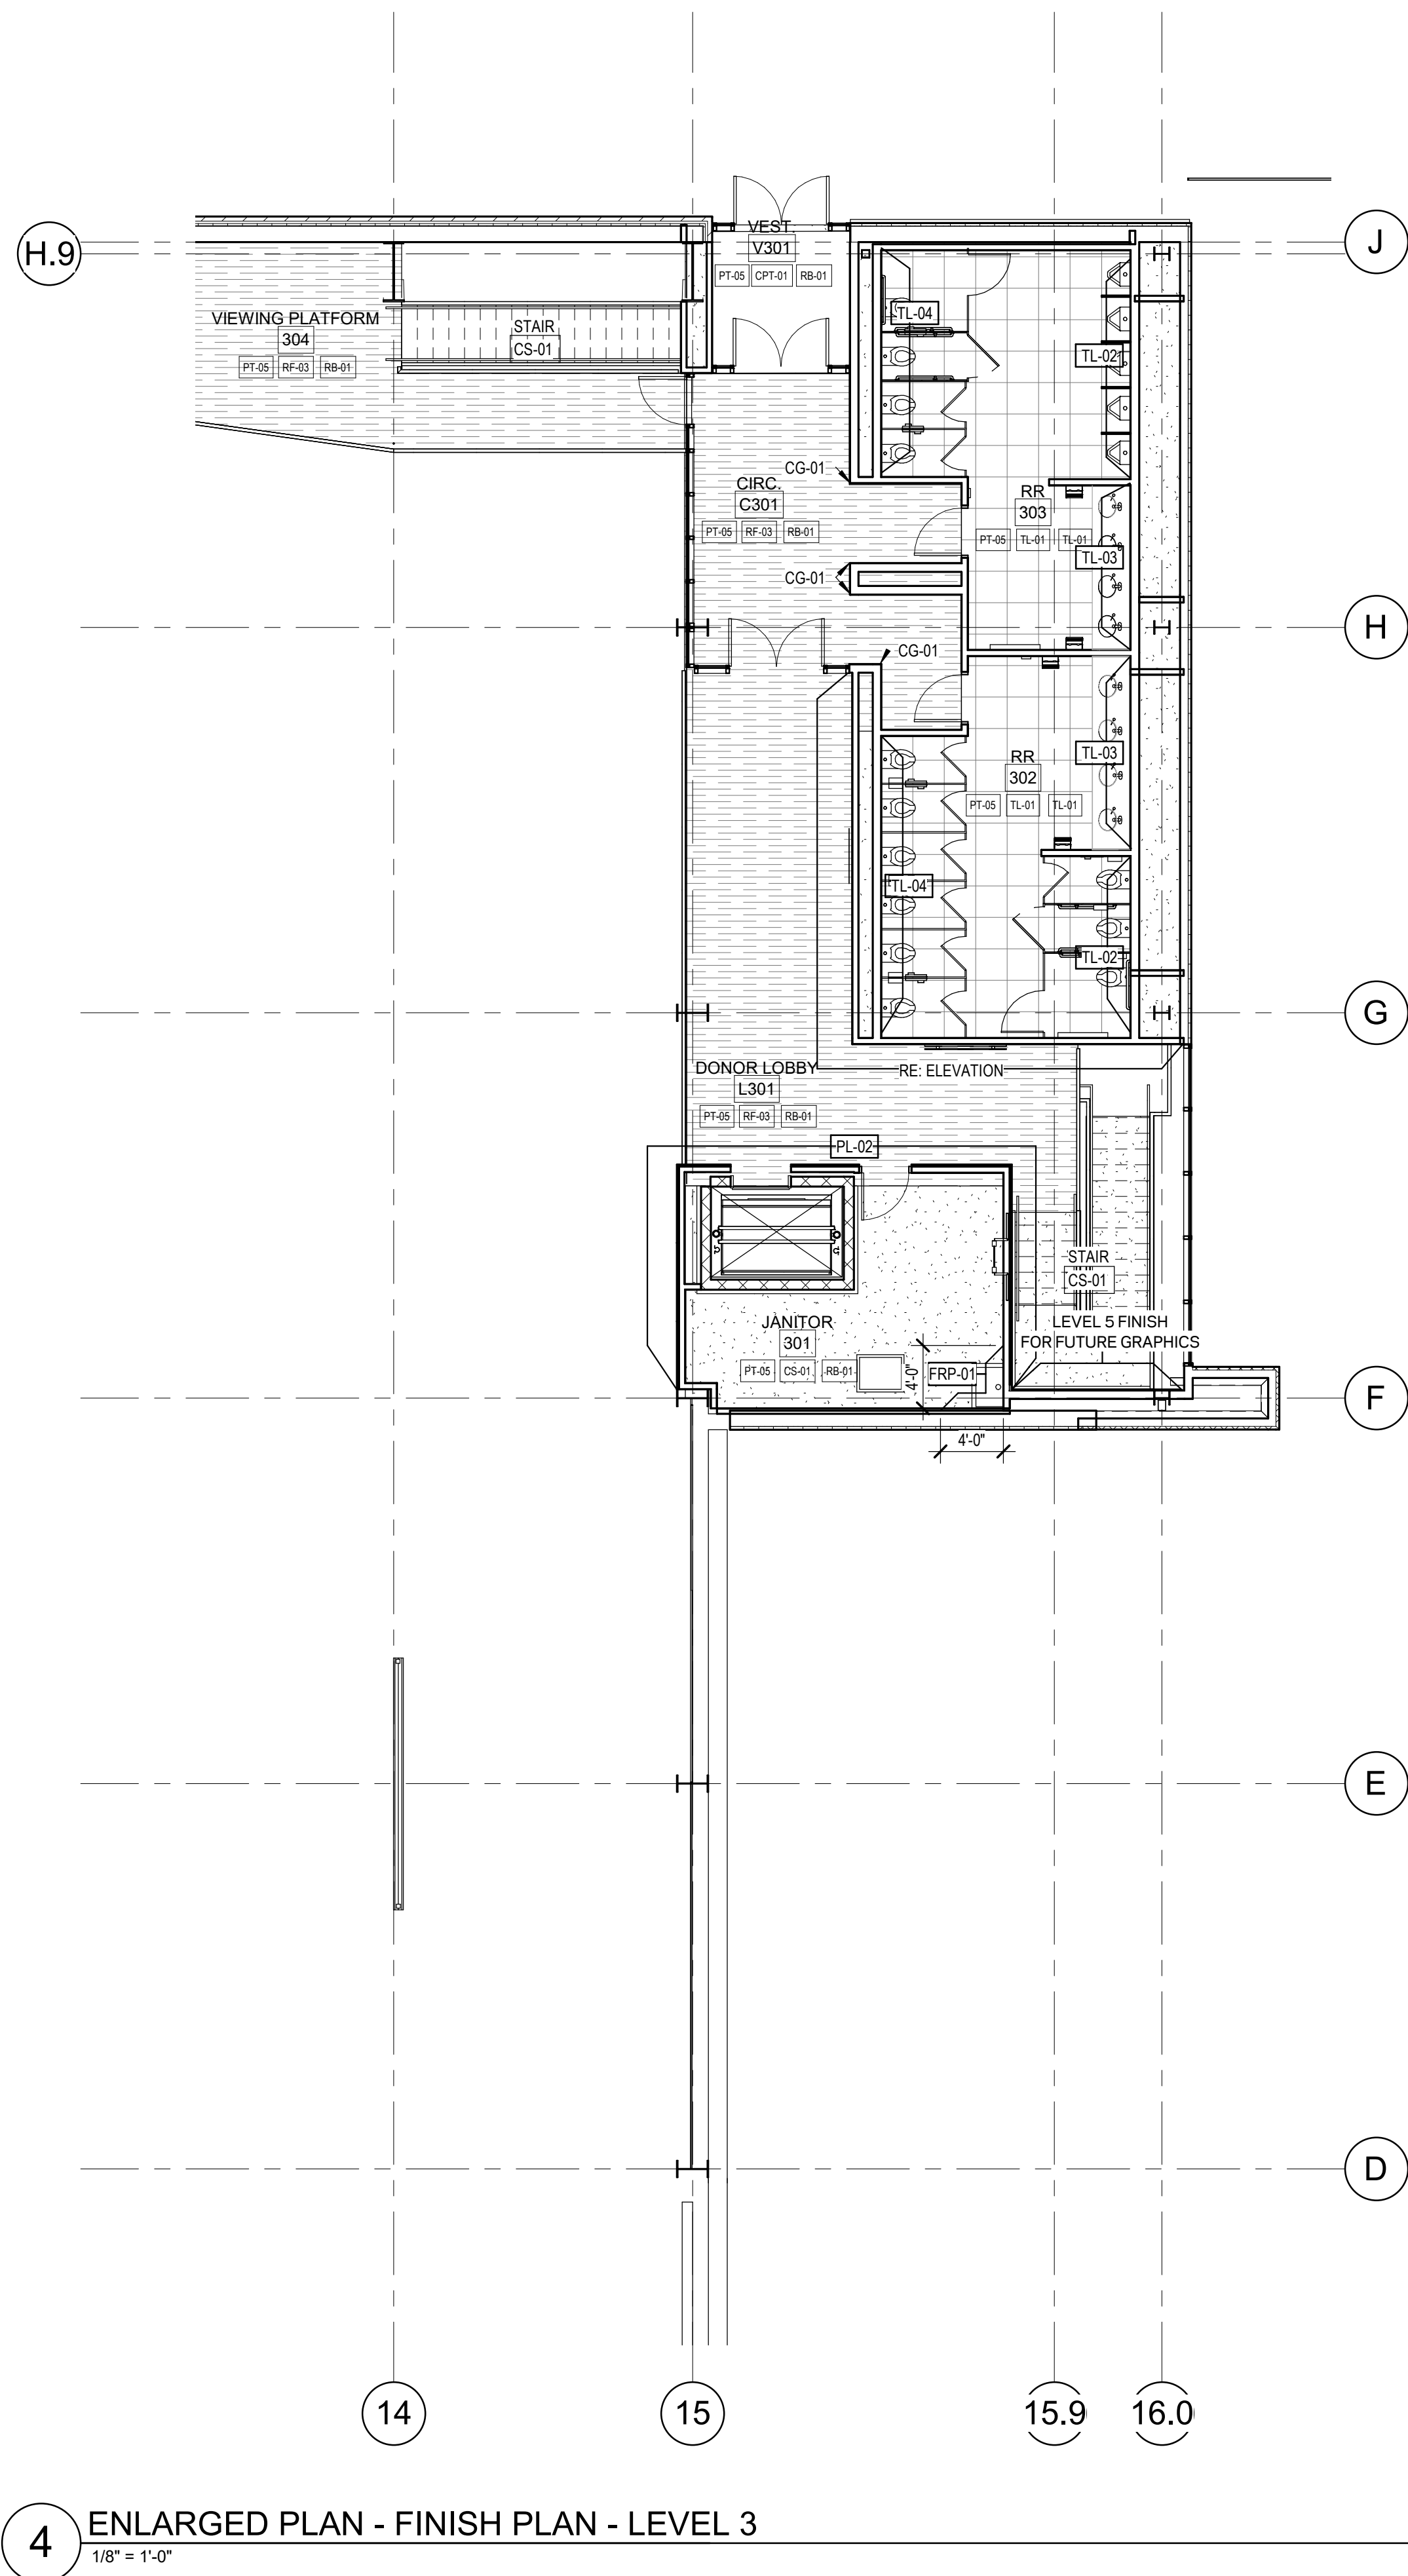 J
H.9
VEST.
V301
PT-05 CPT-01 RB-01
VIEWING PLATFORM
304
PT-05 RF-03 RB-01
STAIR
CS-01
TL-04
TL-02
CG-01
CIRC.
C301
PT-05 RF-03 RB-01
RR
303
PT-05 TL-01 TL-01
TL-03
CG-01
H
CG-01
TL-03
RR
302
PT-05 TL-01 TL-01
TL-04
TL-02
G
DONOR LOBBY
L301
PT-05 RF-03 RB-01
RE: ELEVATION
PL-02
STAIR
CS-01
LEVEL 5 FINISH
FOR FUTURE GRAPHICS
JANITOR
301
PT-05 CS-01 RB-01
4'-0"
FRP-01
F
4'-0"
E
D
14
15
15.9
16.0
4
ENLARGED PLAN - FINISH PLAN - LEVEL 3
1/8" = 1'-0"